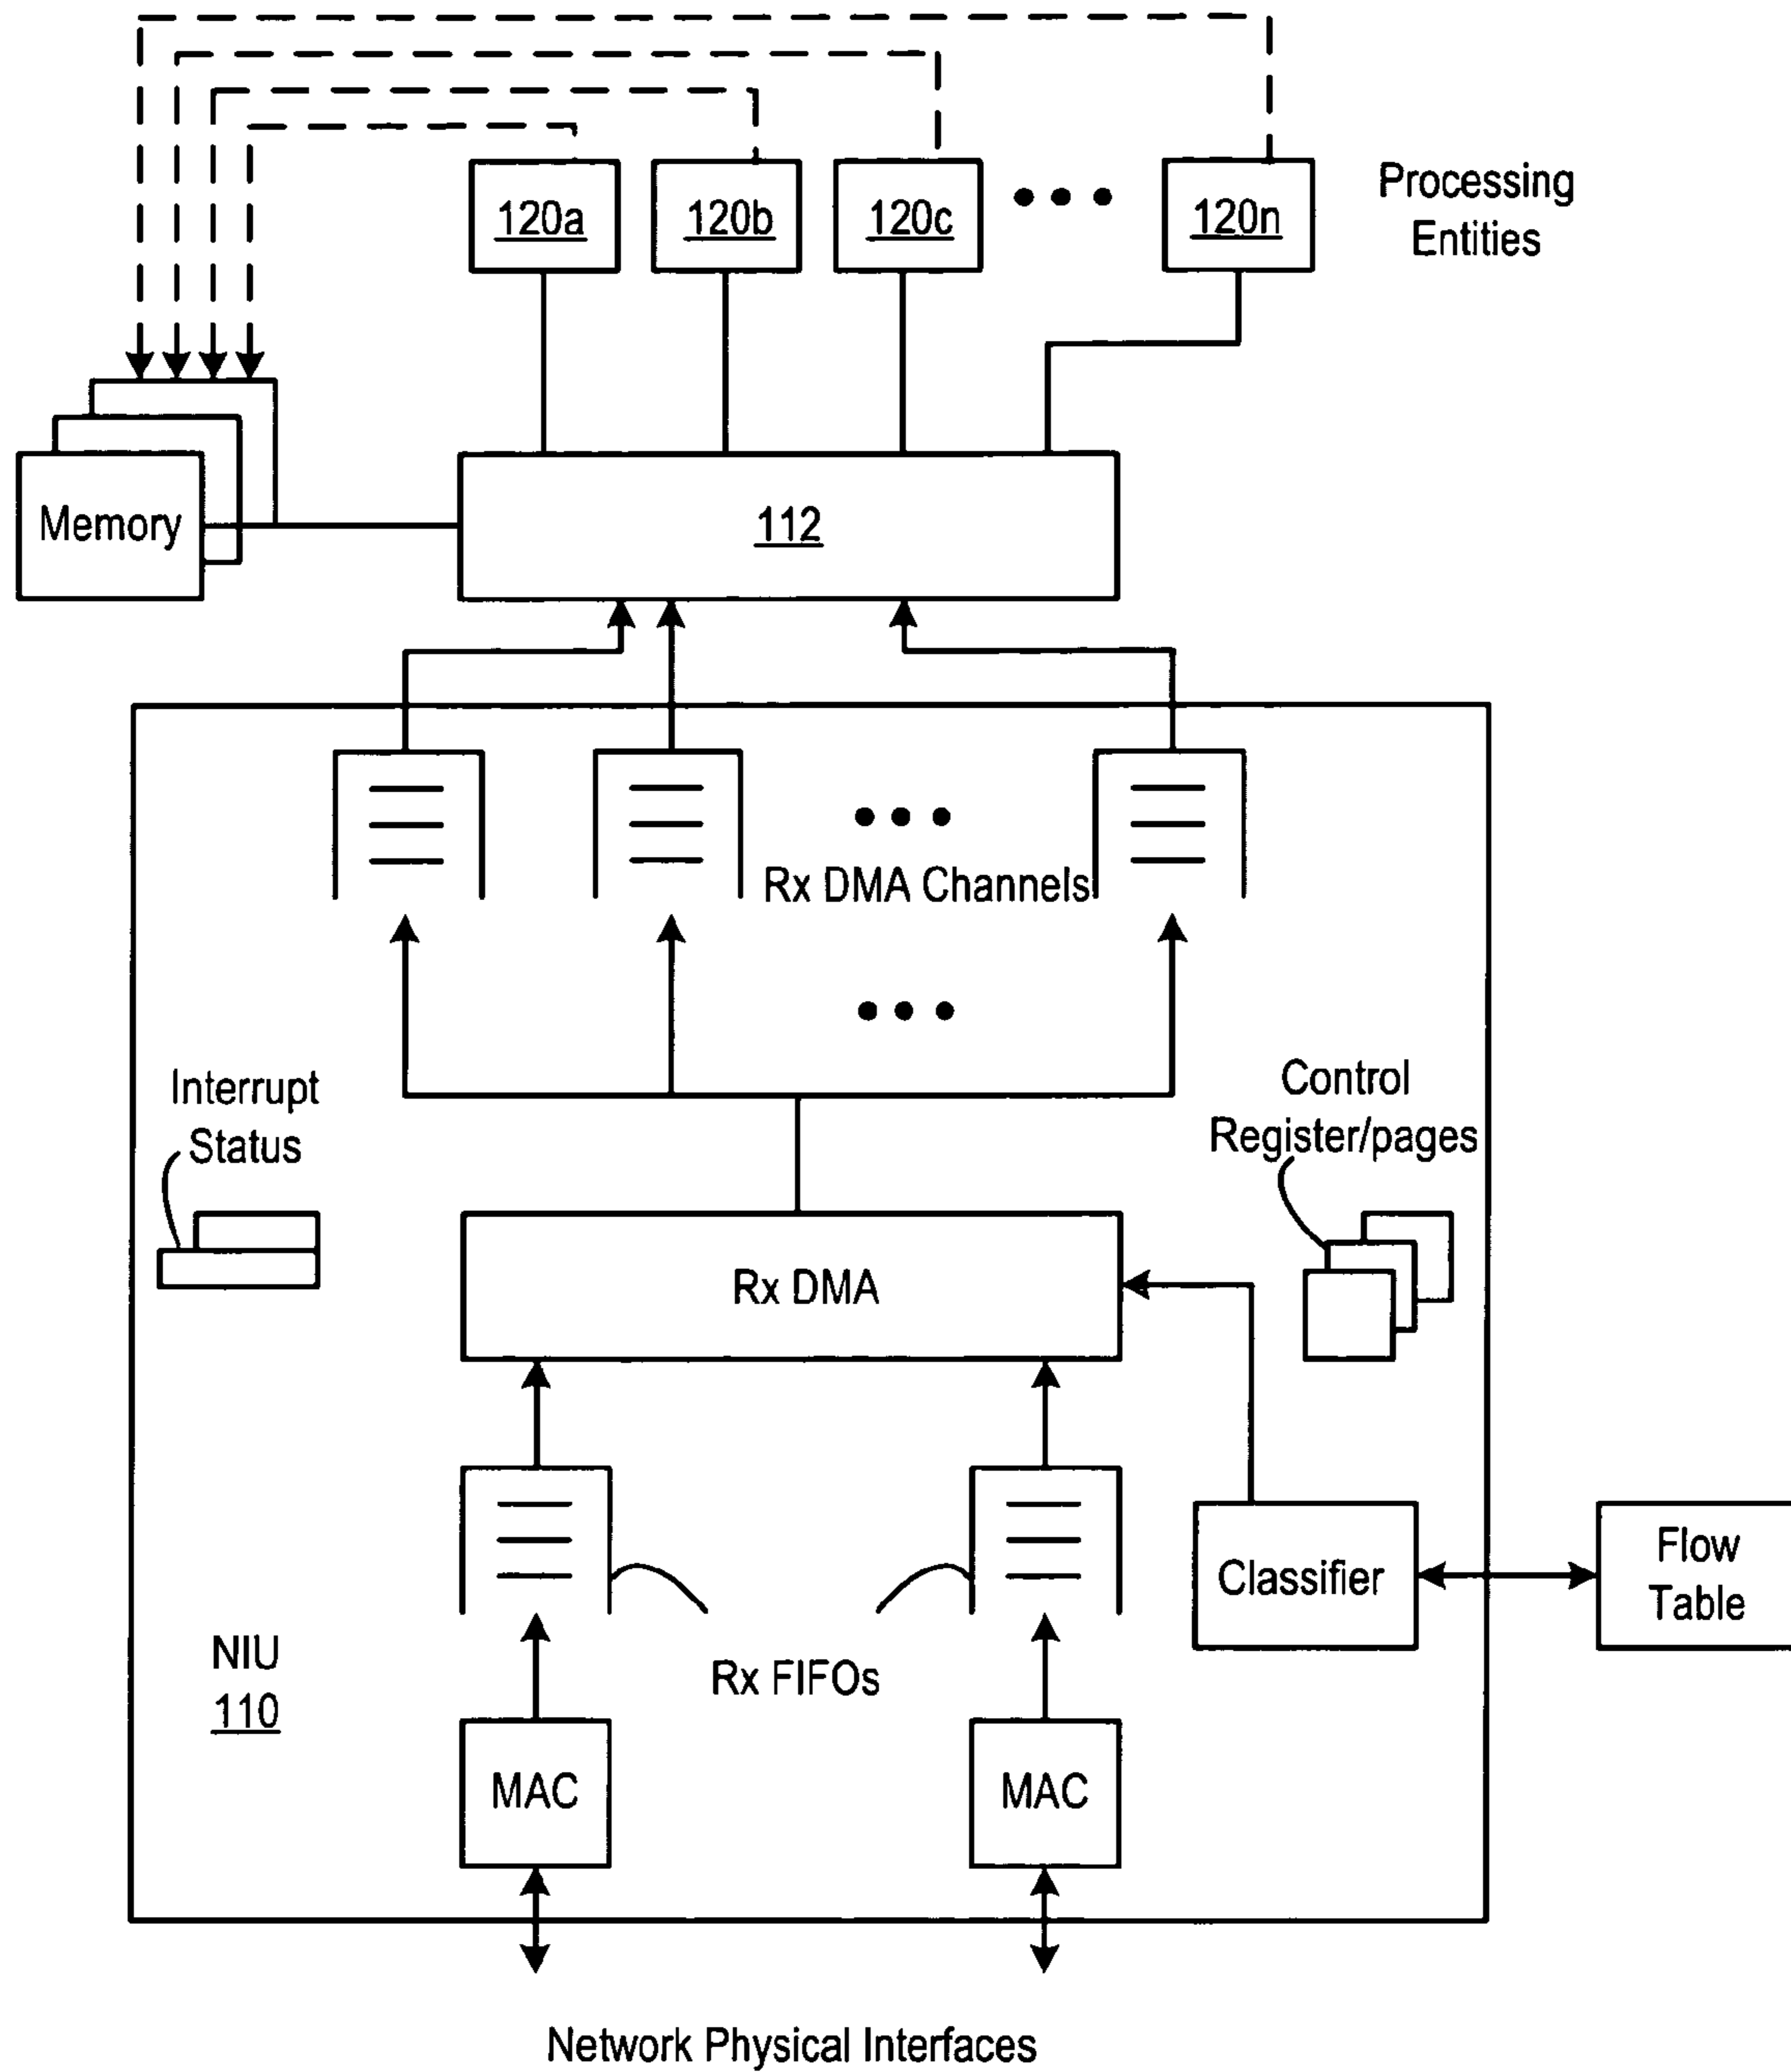 120a
120b
120c
120n
Processing
Entities
Memory
112
Rx DMA Channels
Interrupt
Status
Control
Register/pages
Rx DMA
Classifier
Flow
Table
NIU
110
Rx FIFOs
MAC
MAC
Network Physical Interfaces